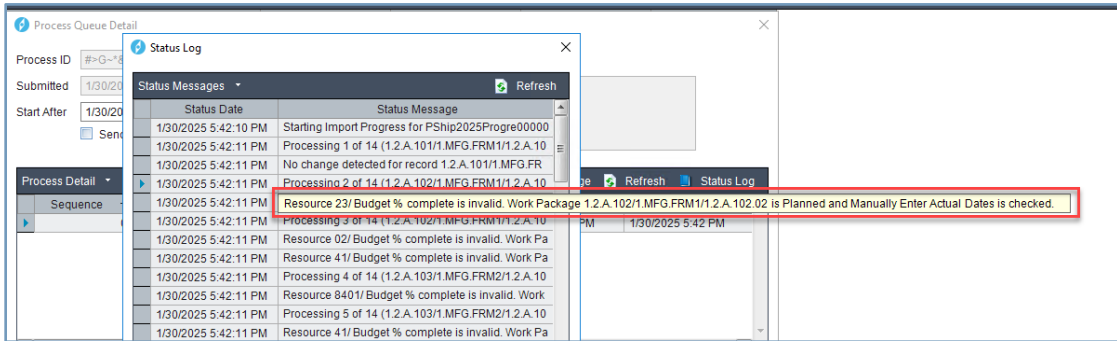 Process Queue Detail
Status Log
Process ID
Submitted 1/30/20
Start After 1/30/20
Send
Status Messages Refresh
Status Date Status Message
1/30/2025 5:42:10 PM Starting Import Progress for PShip2025Progre00000
1/30/2025 5:42:11 PM Processing 1 of 14 (1.2.A.101/1.MFG.FRM1/1.2.A.10
1/30/2025 5:42:11 PM No change detected for record 1.2.A.101/1.MFG.FR
1/30/2025 5:42:11 PM Processing 2 of 14 (1.2.A.102/1.MFG.FRM1/1.2.A.10
1/30/2025 5:42:11 PM Resource 23/ Budget % complete is invalid. Work Package 1.2.A.102/1.MFG.FRM1/1.2.A.102.02 is Planned and Manually Enter Actual Dates is checked.
1/30/2025 5:42:11 PM Processing 3 of 14 (1.2.A.102/1.MFG.FRM1/1.2.A.10
1/30/2025 5:42:11 PM Resource 02/ Budget % complete is invalid. Work Pa
1/30/2025 5:42:11 PM Resource 41/ Budget % complete is invalid. Work Pa
1/30/2025 5:42:11 PM Processing 4 of 14 (1.2.A.103/1.MFG.FRM2/1.2.A.10
1/30/2025 5:42:11 PM Resource 8401/ Budget % complete is invalid. Work
1/30/2025 5:42:11 PM Processing 5 of 14 (1.2.A.103/1.MFG.FRM2/1.2.A.10
1/30/2025 5:42:11 PM Resource 41/ Budget % complete is invalid. Work Pa
Process Detail
Sequence
ge Refresh Status Log
PM 1/30/2025 5:42 PM